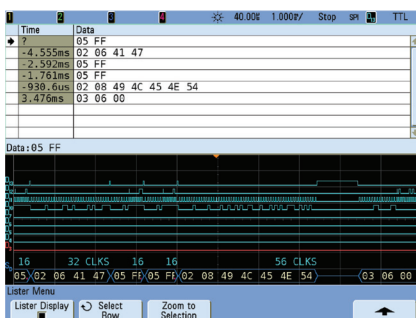 1 2 3 4 40.00% 1.000s/ Stop SPI TTL
Time Data
? 05 FF
-4.555ms 02 06 41 47
-2.592ms 05 FF
-1.761ms 05 FF
-930.6us 02 08 49 4C 45 4E 54
3.476ms 03 06 00
Data:05 FF
16 32 CLKS 16 16 56 CLKS
05 02 06 41 47 05 FF 05 FF 02 08 49 4C 45 4E 54 03 06 00
Lister Menu
Lister Display Select Row Zoom to Selection